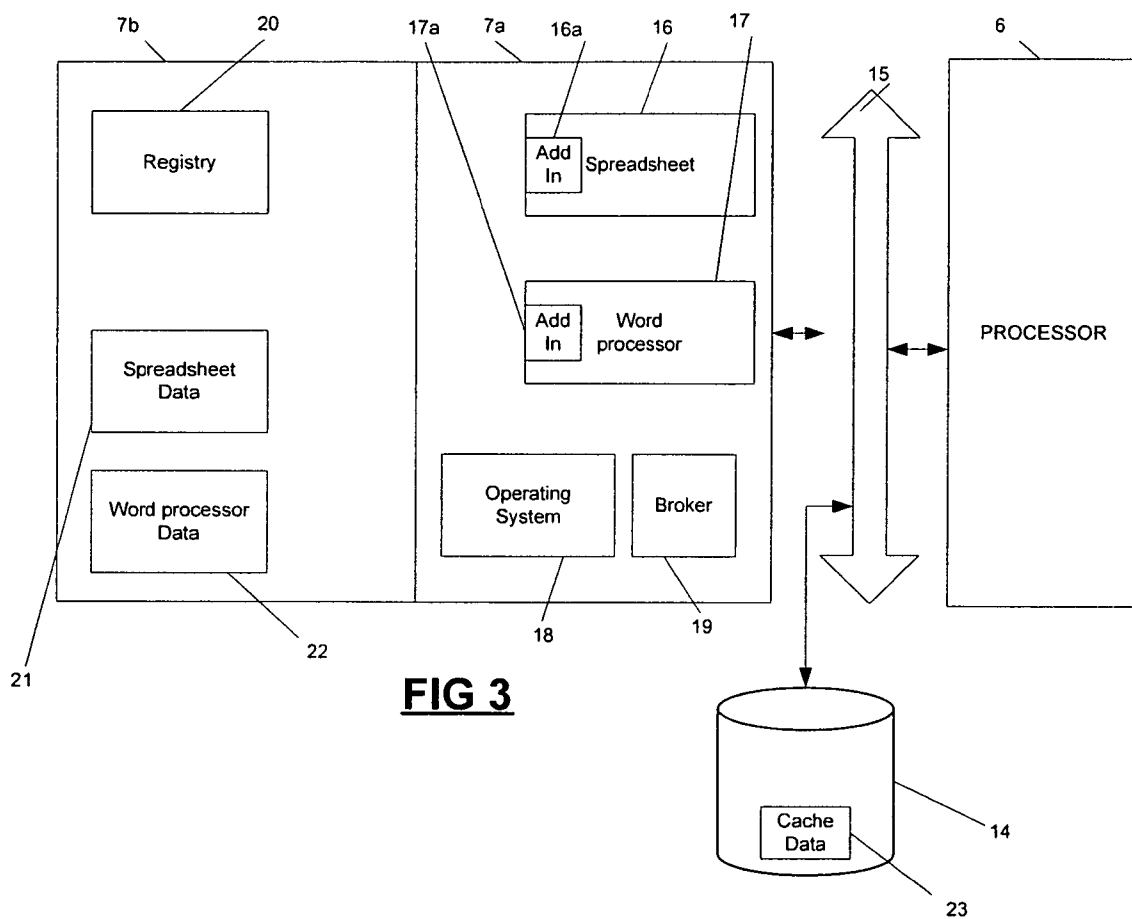 7b
20
17a
7a
16a
16
17
6
15
Registry
Add
In
Spreadsheet
Add
In
Word
processor
PROCESSOR
Spreadsheet
Data
Word processor
Data
Operating
System
Broker
21
22
18
19
FIG 3
Cache
Data
14
23